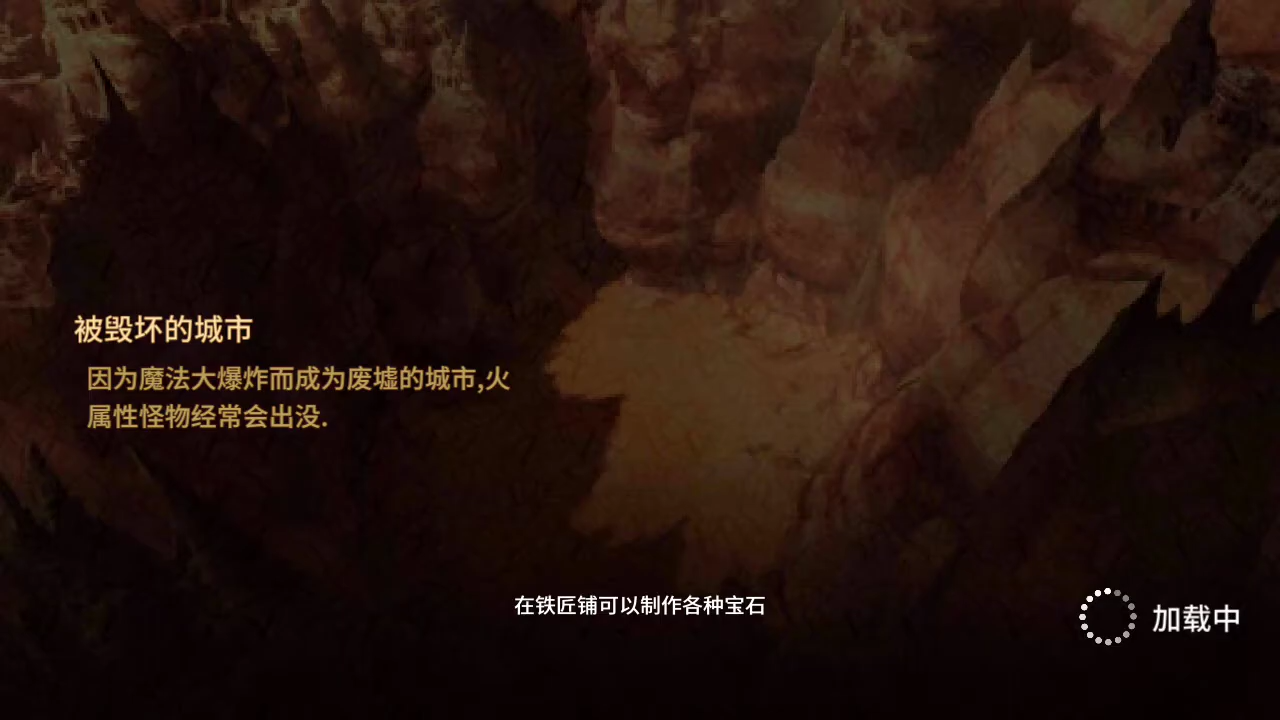 被毁坏的城市
因为魔法大爆炸而成为废墟的城市,火
属性怪物经常会出没.
在铁匠铺可以制作各种宝石
加载中